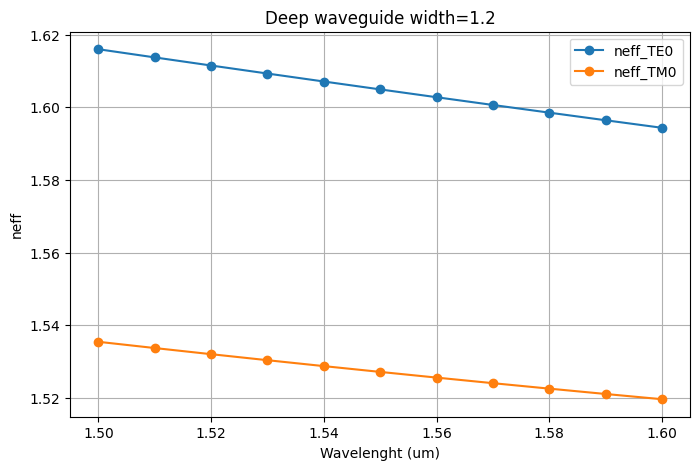 Deep waveguide width=1.2
neff_TE0
neff_TM0
1.62
1.60
1.58
1.56
1.54
1.52
neff
1.50
1.52
1.54
1.56
1.58
1.60
Wavelenght (um)